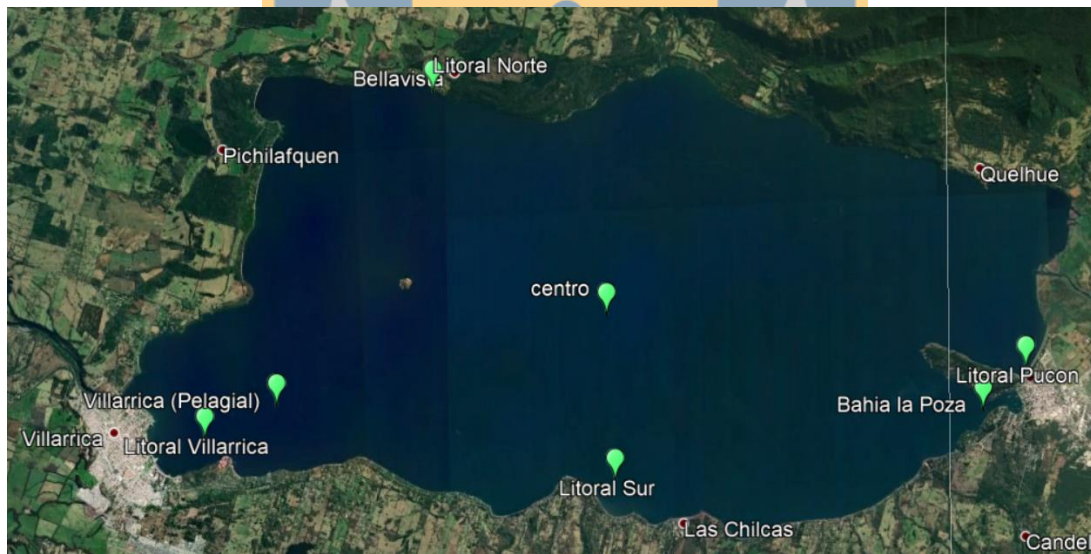 Litoral Norte
Bellavista
Pichilafquen
Quelhue
centro
Litoral Pucon
Villarrica (Pelagial)
Bahia la Poza
Villarrica
Litoral Villarrica
Litoral Sur
Las Chilcas
Cande